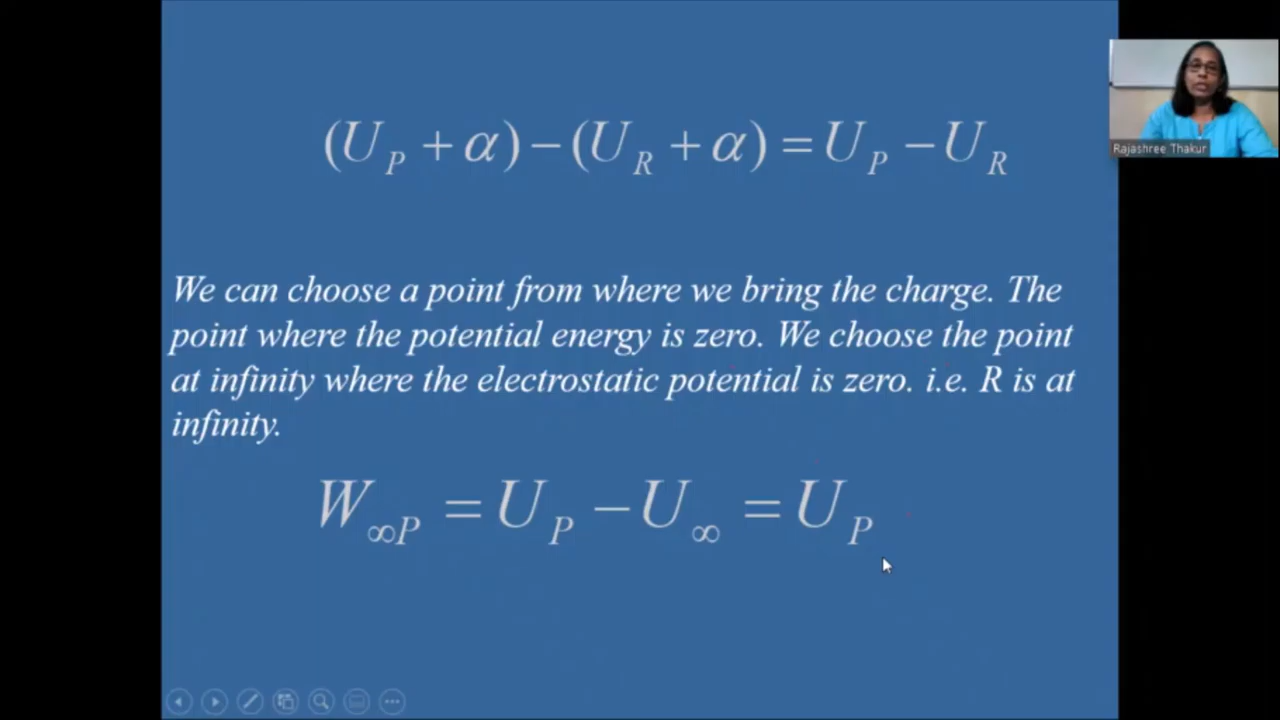 (U_P + α) − (U_R + α) = U_P − U_R
Rajashree Thakur
We can choose a point from where we bring the charge. The
point where the potential energy is zero. We choose the point
at infinity where the electrostatic potential is zero. i.e. R is at
infinity.
W_∞P = U_P − U_∞ = U_P